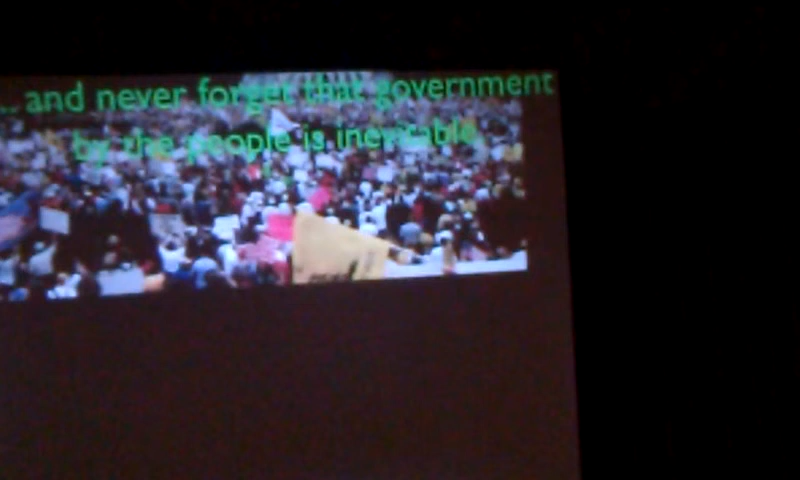 ... and never forget that government
by the people is inevitable